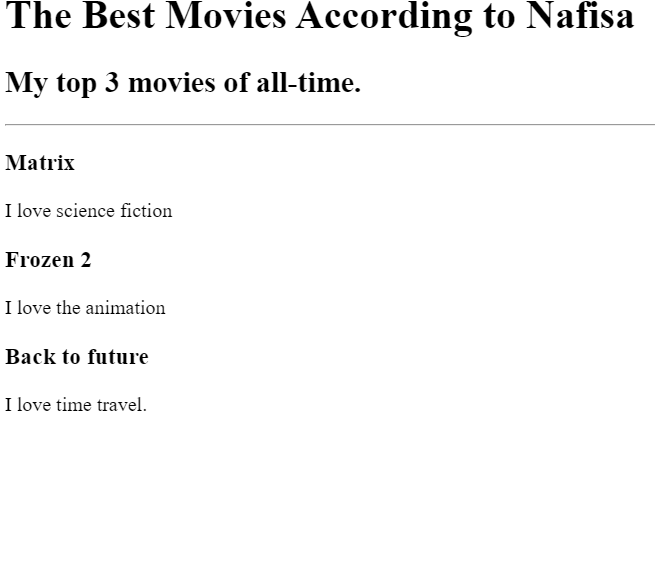 The Best Movies According to Nafisa
My top 3 movies of all-time.
Matrix
I love science fiction
Frozen 2
I love the animation
Back to future
I love time travel.